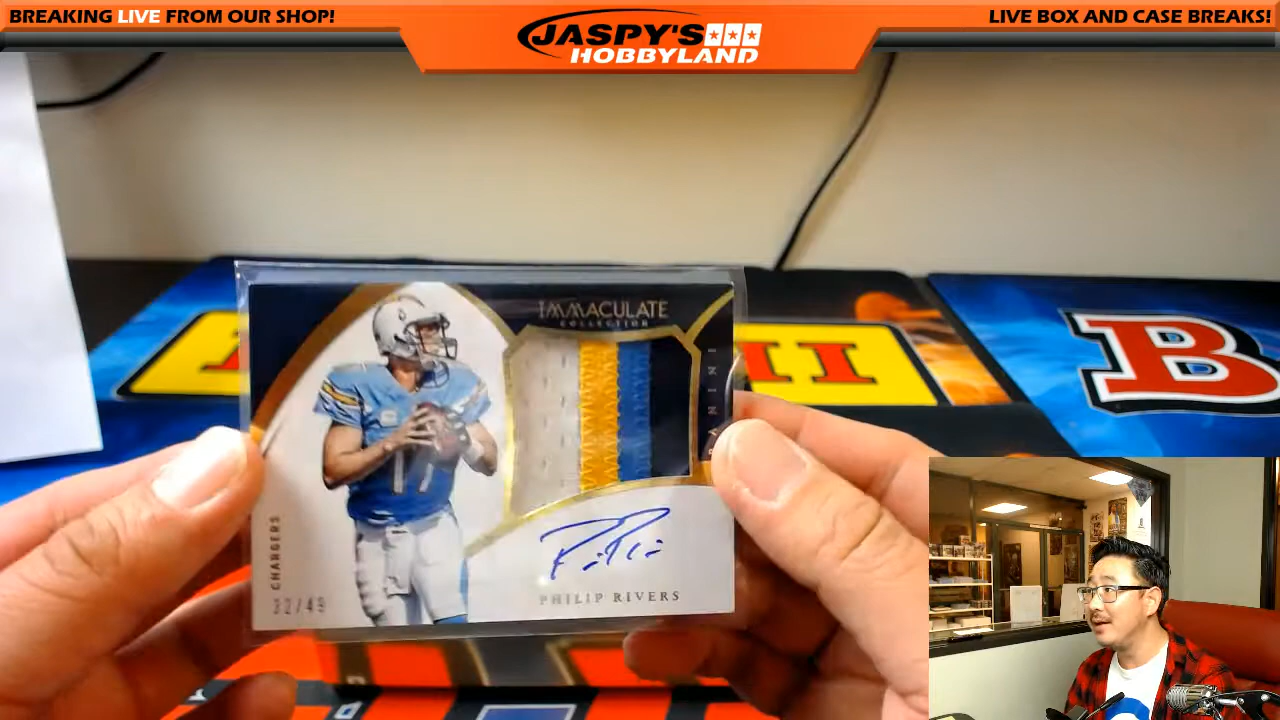 BREAKING LIVE FROM OUR SHOP!
JASPY'S
HOBBYLAND
LIVE BOX AND CASE BREAKS!
IMMACULATE
COLLECTION
PANINI
17
CHARGERS
32/49
PHILIP RIVERS
B